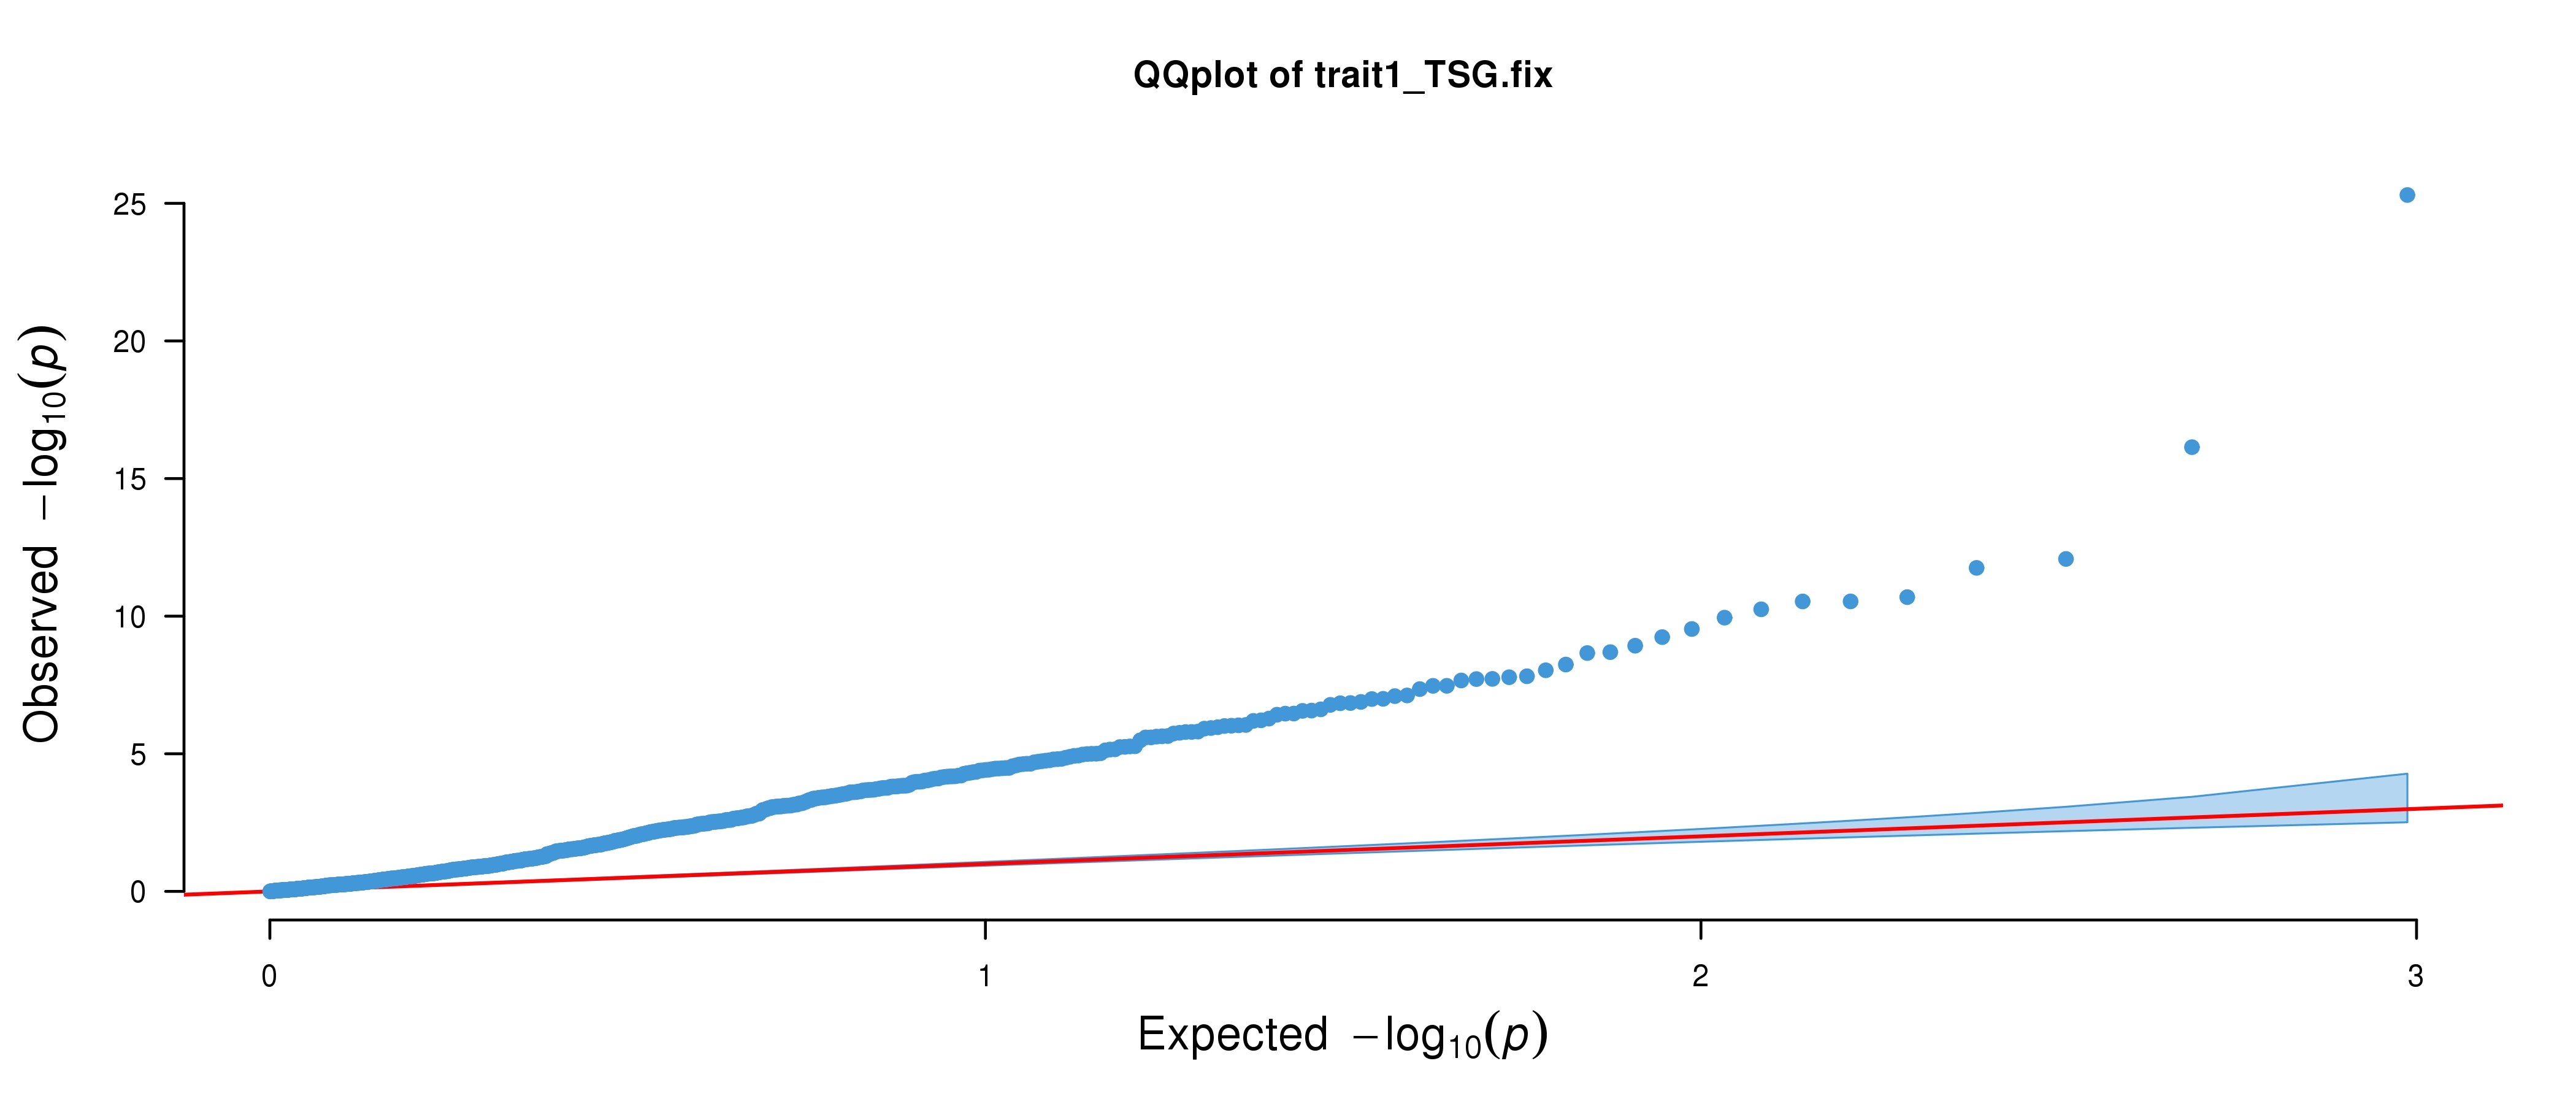 QQplot of trait1_TSG.fix
Observed −log₁₀(p)
25
20
15
10
5
0
0 1 2 3
Expected −log₁₀(p)